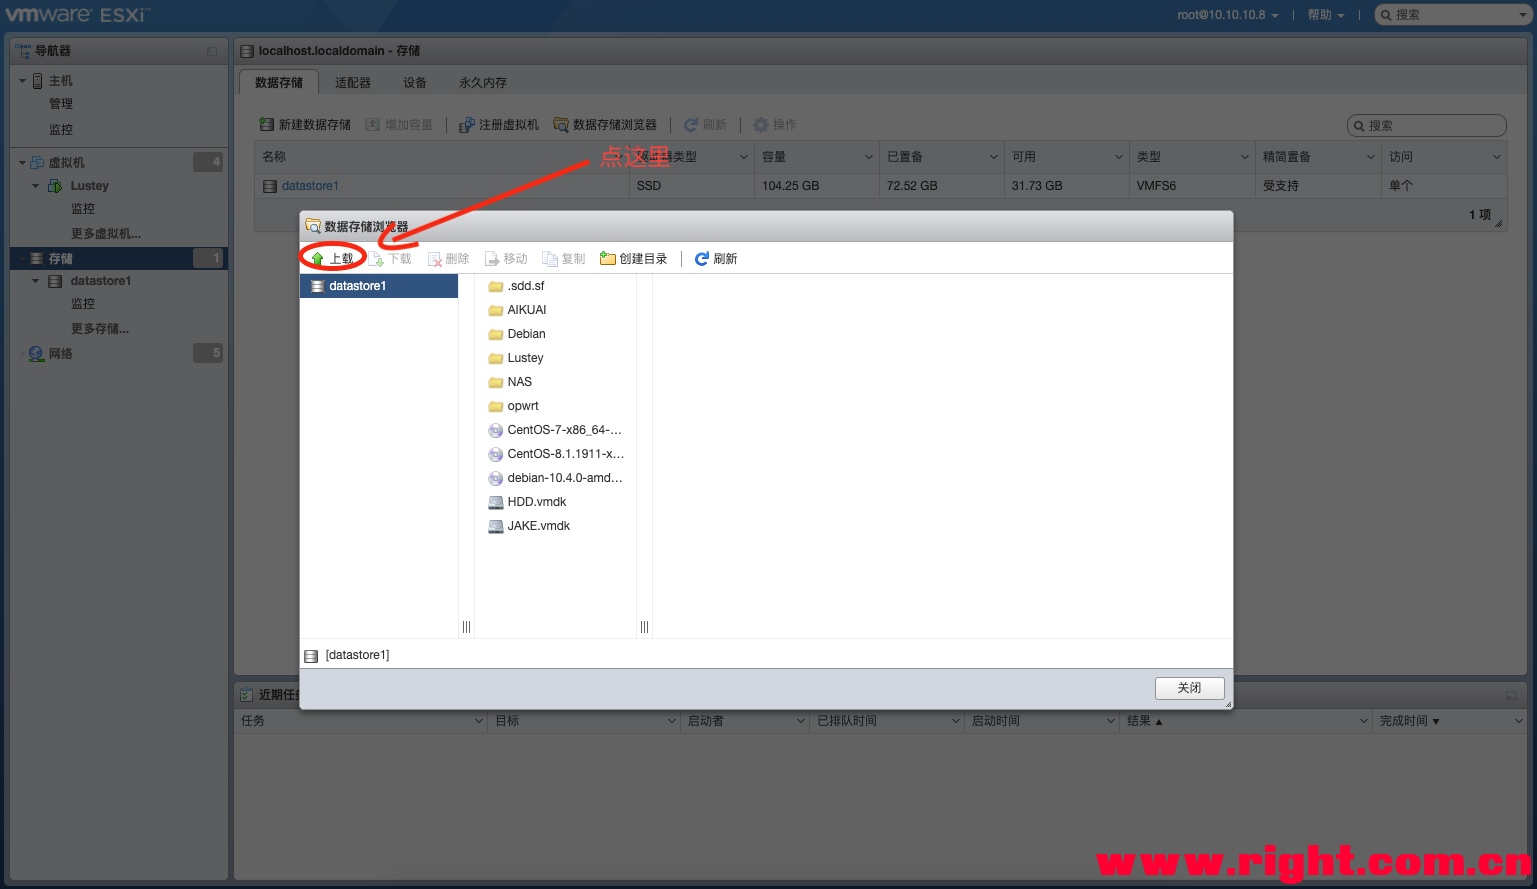 vmware ESXi™
root@10.10.10.8
帮助
搜索
导航器
主机
管理
监控
虚拟机
4
Lustey
监控
更多虚拟机...
存储
1
datastore1
监控
更多存储...
网络
5
localhost.localdomain - 存储
数据存储
适配器
设备
永久内存
新建数据存储
增加容量
注册虚拟机
数据存储浏览器
刷新
操作
搜索
点这里
名称
类型
容量
已置备
可用
类型
精简置备
访问
datastore1
SSD
104.25 GB
72.52 GB
31.73 GB
VMFS6
受支持
单个
1 项
数据存储浏览器
上载
下载
删除
移动
复制
创建目录
刷新
datastore1
.sdd.sf
AIKUAI
Debian
Lustey
NAS
opwrt
CentOS-7-x86_64-...
CentOS-8.1.1911-x...
debian-10.4.0-amd...
HDD.vmdk
JAKE.vmdk
[datastore1]
关闭
近期任
任务
目标
启动者
已排队时间
启动时间
结果
完成时间
www.right.com.cn